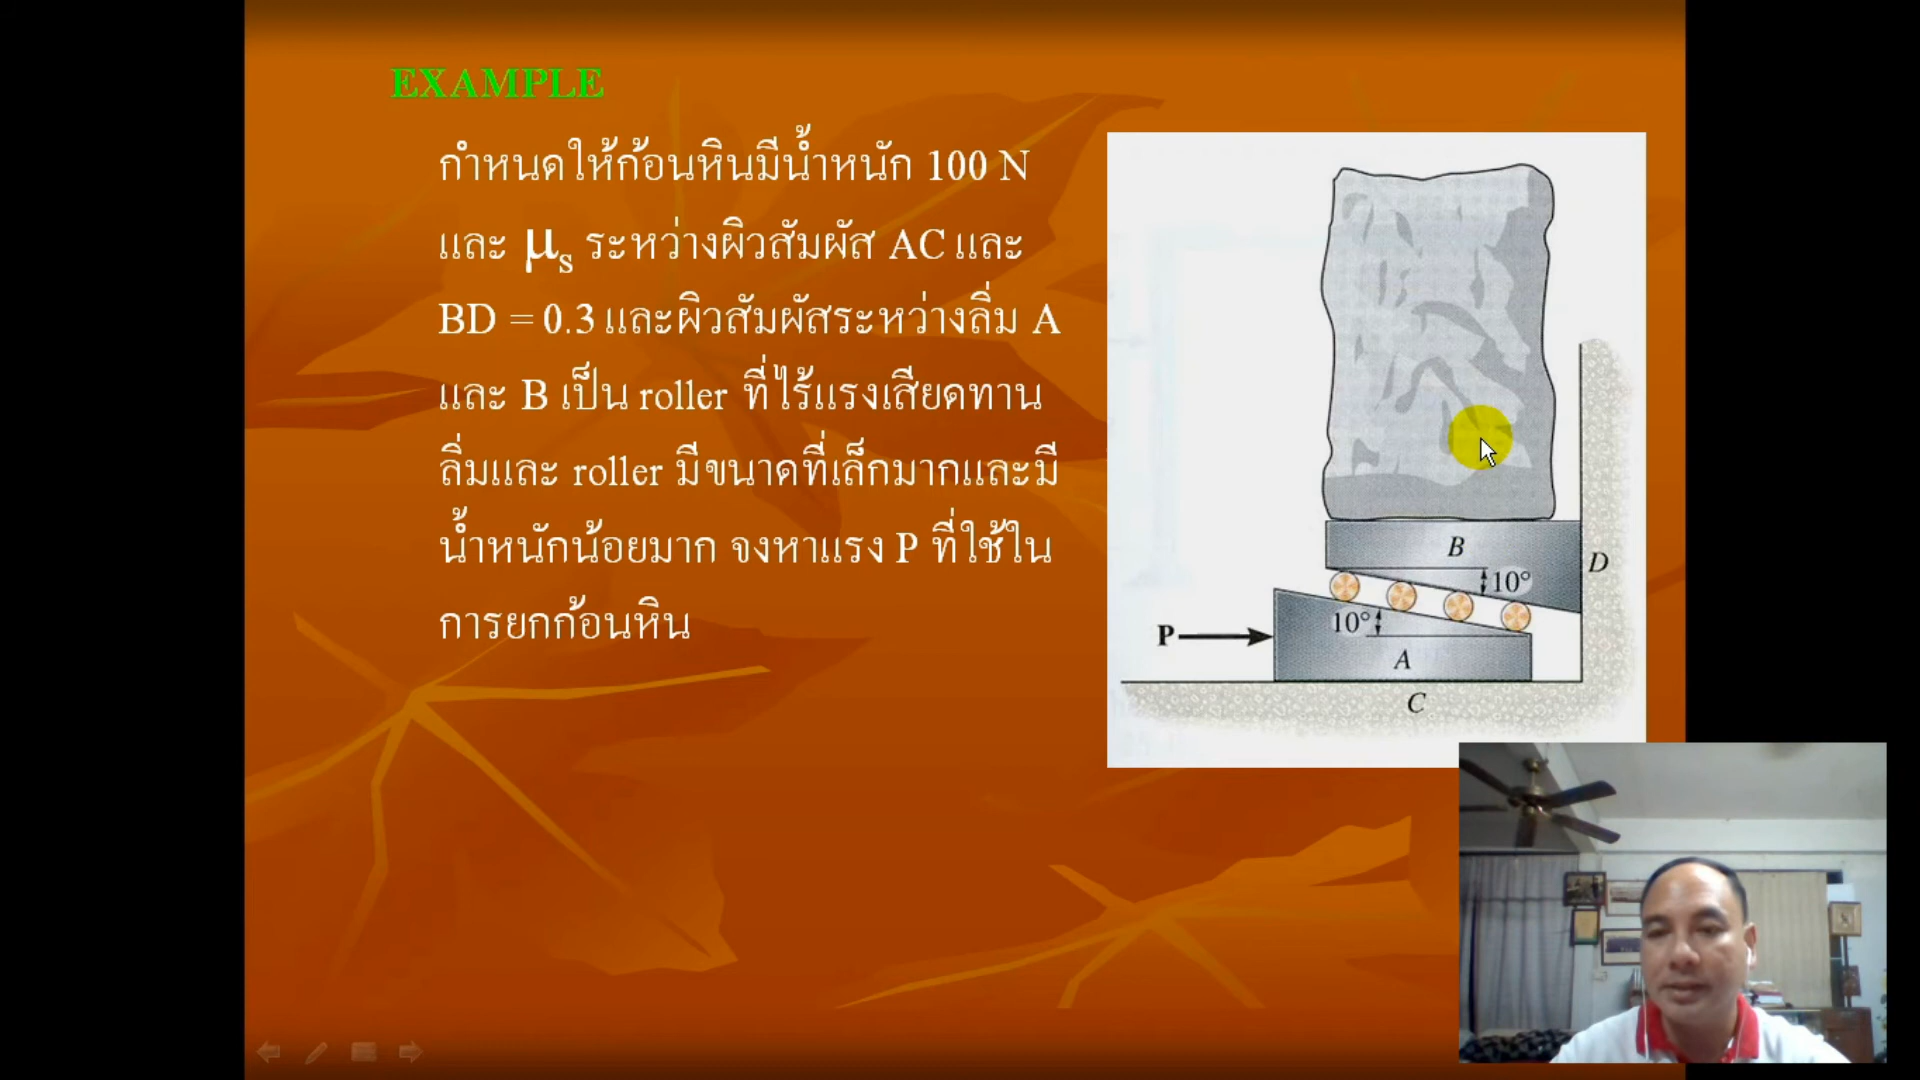 EXAMPLE
กำหนดให้ก้อนหินมีน้ำหนัก 100 N
และ μs ระหว่างผิวสัมผัส AC และ
BD = 0.3 และผิวสัมผัสระหว่างลิ่ม A
และ B เป็น roller ที่ไร้แรงเสียดทาน
ลิ่มและ roller มีขนาดที่เล็กมากและมี
น้ำหนักน้อยมาก จงหาแรง P ที่ใช้ใน
การยกก้อนหิน
B
D
10°
10°
P
A
C